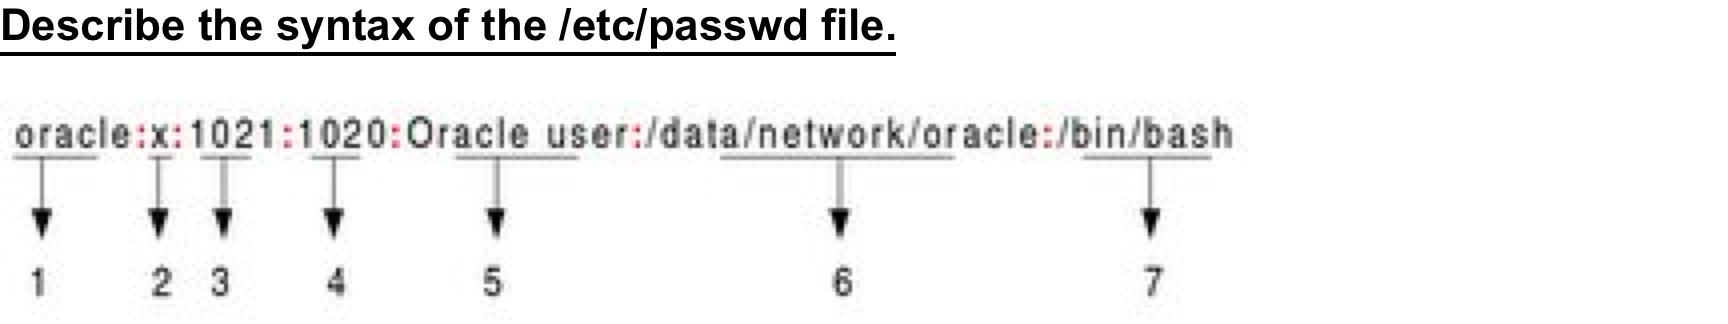 Describe the syntax of the /etc/passwd file.
oracle:x:1021:1020:Oracle user:/data/network/oracle:/bin/bash
1 2 3 4 5 6 7